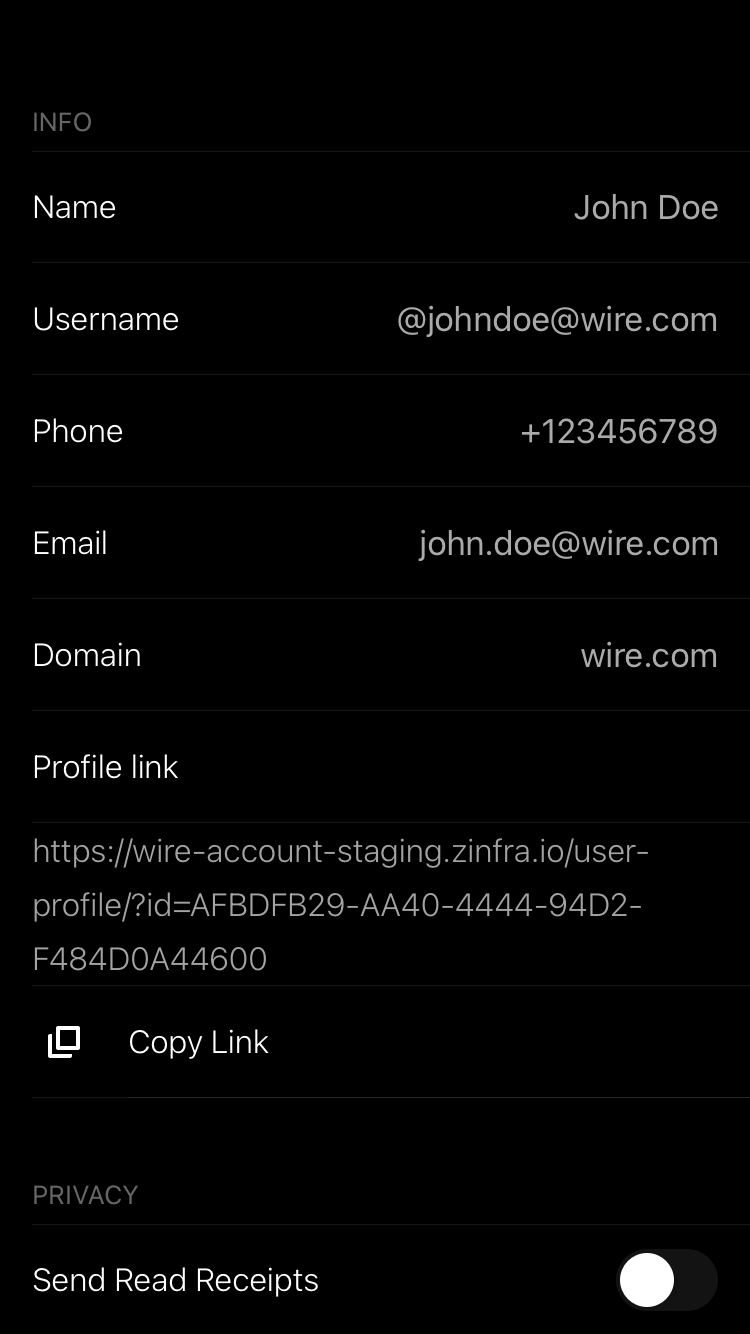 INFO
Name John Doe
Username @johndoe@wire.com
Phone +123456789
Email john.doe@wire.com
Domain wire.com
Profile link
https://wire-account-staging.zinfra.io/user-
profile/?id=AFBDFB29-AA40-4444-94D2-
F484D0A44600
Copy Link
PRIVACY
Send Read Receipts